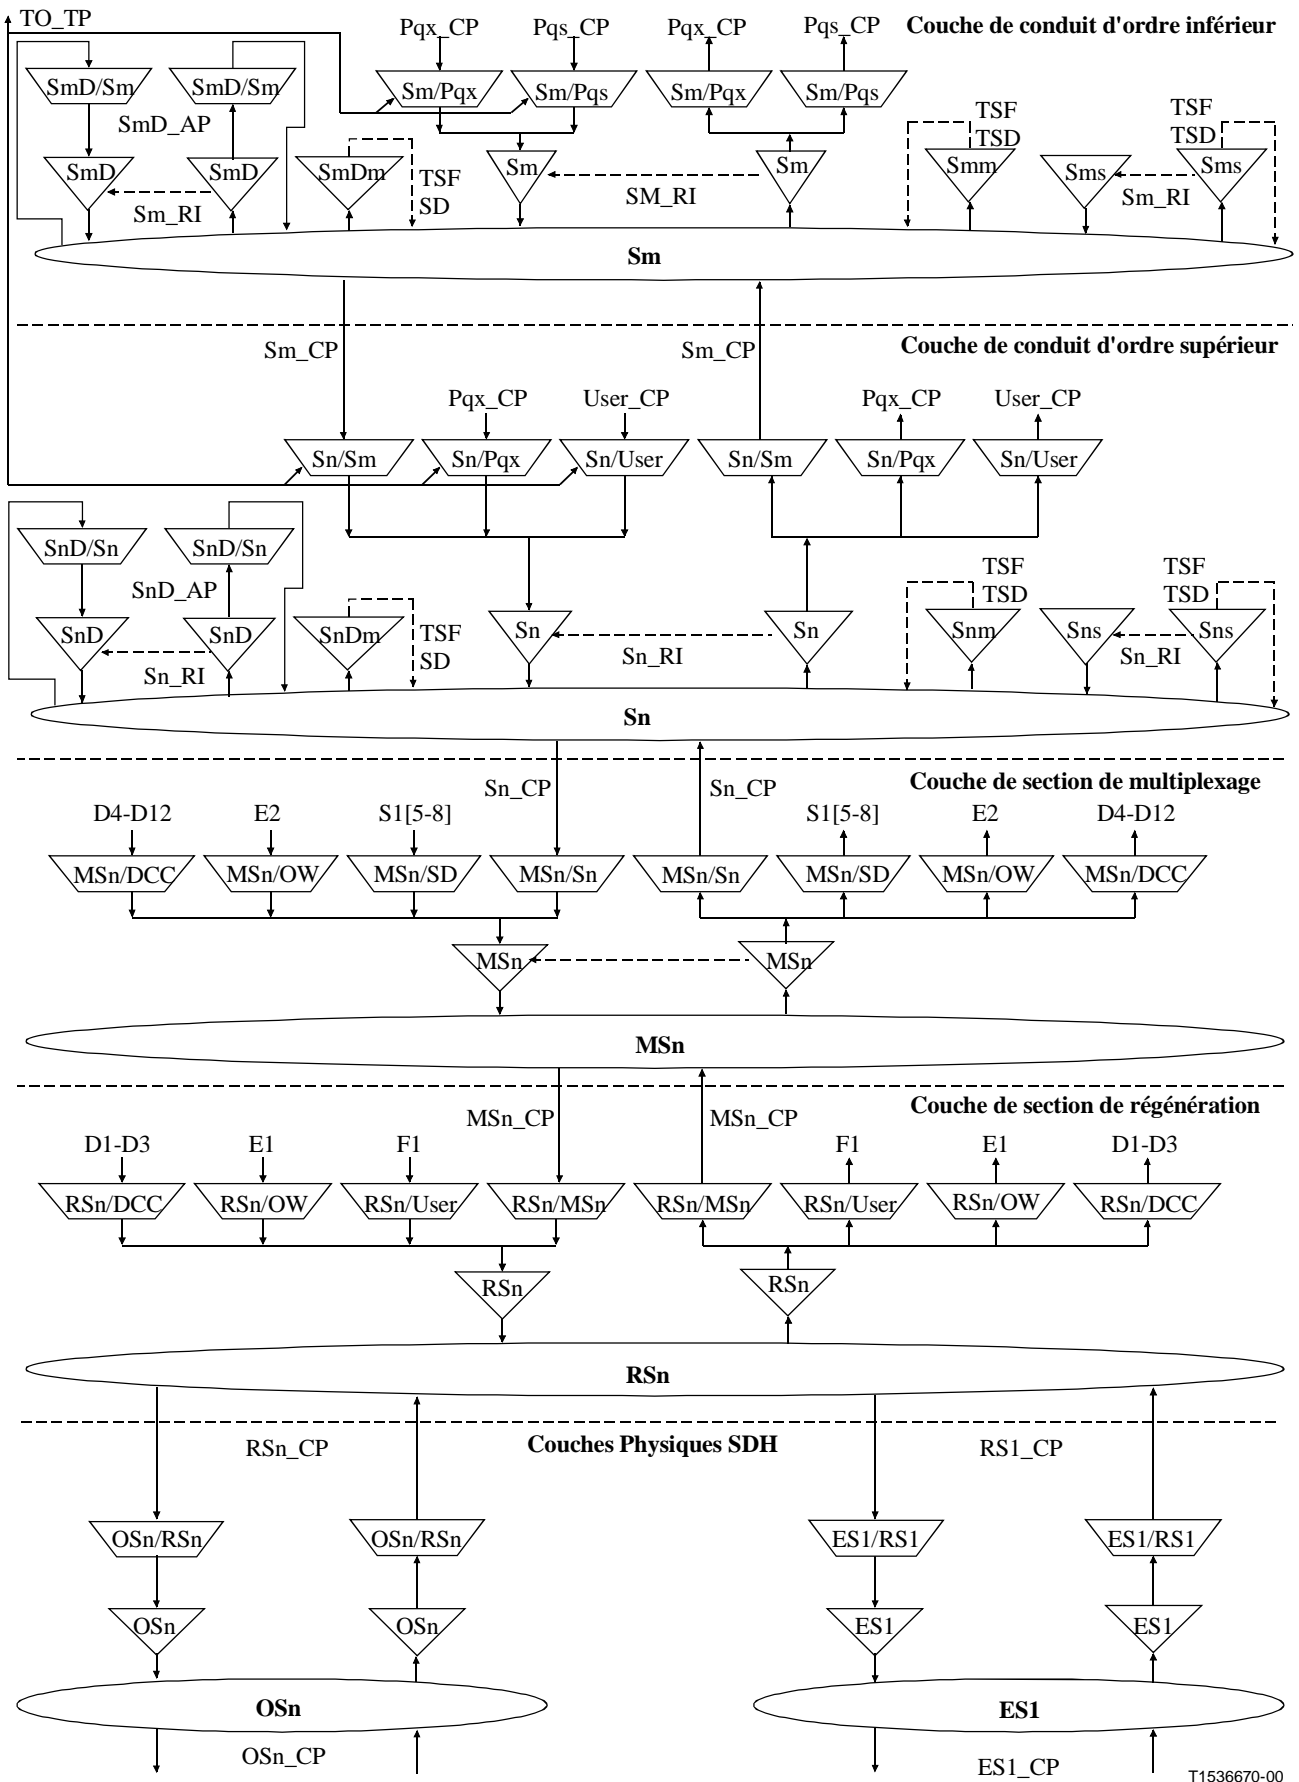 TO_TP
Pqx_CP Pqs_CP Pqx_CP Pqs_CP
Couche de conduit d'ordre inférieur
SmD/Sm SmD/Sm Sm/Pqx Sm/Pqs Sm/Pqx Sm/Pqs
SmD_AP
TSF TSD TSF TSD
SmD SmD SmDm TSF SD Sm Sm Smm Sms Sms
Sm_RI SM_RI Sm_RI
Sm
Sm_CP Sm_CP
Couche de conduit d'ordre supérieur
Pqx_CP User_CP Pqx_CP User_CP
Sn/Sm Sn/Pqx Sn/User Sn/Sm Sn/Pqx Sn/User
SnD/Sn SnD/Sn
SnD_AP
TSF TSD TSF TSD
SnD SnD SnDm TSF SD Sn Sn Snm Sns Sns
Sn_RI Sn_RI Sn_RI
Sn
Sn_CP Sn_CP
Couche de section de multiplexage
D4-D12 E2 S1[5-8] S1[5-8] E2 D4-D12
MSn/DCC MSn/OW MSn/SD MSn/Sn MSn/Sn MSn/SD MSn/OW MSn/DCC
MSn MSn
MSn
MSn_CP MSn_CP
Couche de section de régénération
D1-D3 E1 F1 F1 E1 D1-D3
RSn/DCC RSn/OW RSn/User RSn/MSn RSn/MSn RSn/User RSn/OW RSn/DCC
RSn RSn
RSn
RSn_CP Couches Physiques SDH RS1_CP
OSn/RSn OSn/RSn ES1/RS1 ES1/RS1
OSn OSn ES1 ES1
OSn ES1
OSn_CP ES1_CP
T1536670-00